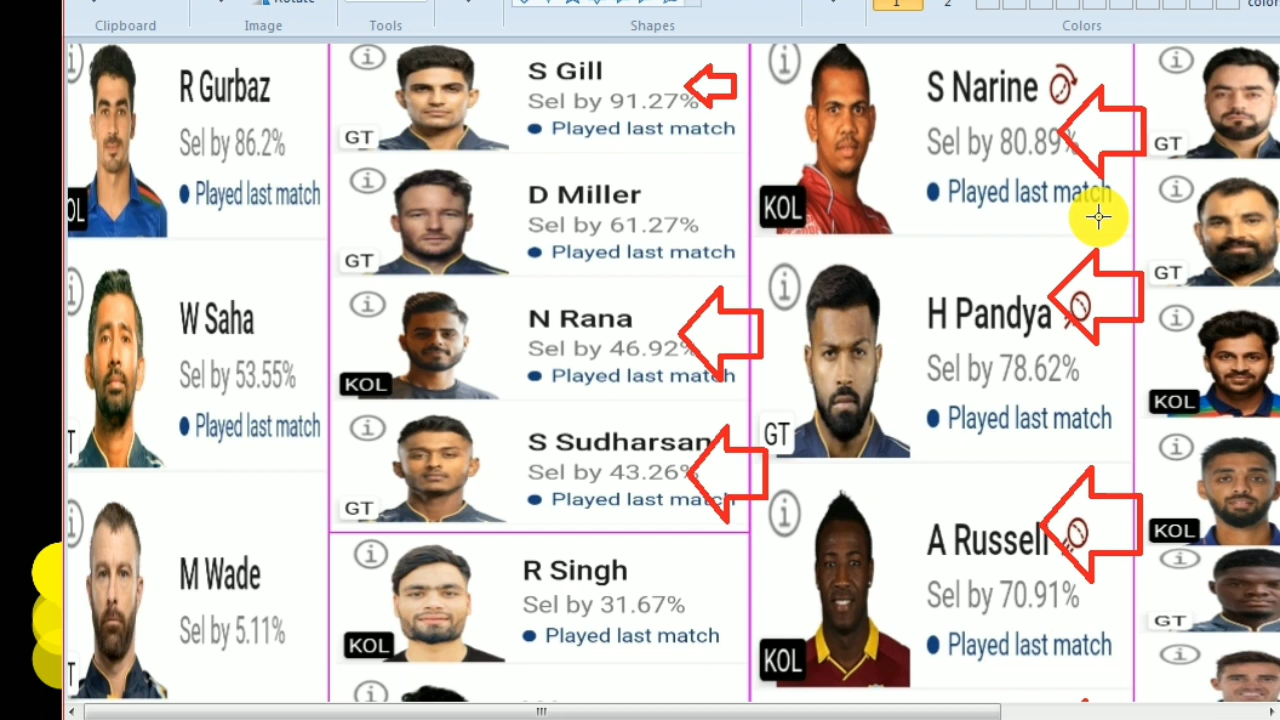 Rotate
1
2
color
Clipboard
Image
Tools
Shapes
Colors
R Gurbaz
Sel by 86.2%
Played last match
W Saha
Sel by 53.55%
Played last match
M Wade
Sel by 5.11%
S Gill
Sel by 91.27%
GT
Played last match
D Miller
Sel by 61.27%
GT
Played last match
N Rana
Sel by 46.92%
KOL
Played last match
S Sudharsan
Sel by 43.26%
GT
Played last match
R Singh
Sel by 31.67%
KOL
Played last match
S Narine
Sel by 80.89%
KOL
Played last match
H Pandya
Sel by 78.62%
GT
Played last match
A Russell
Sel by 70.91%
KOL
Played last match
GT
GT
KOL
KOL
GT